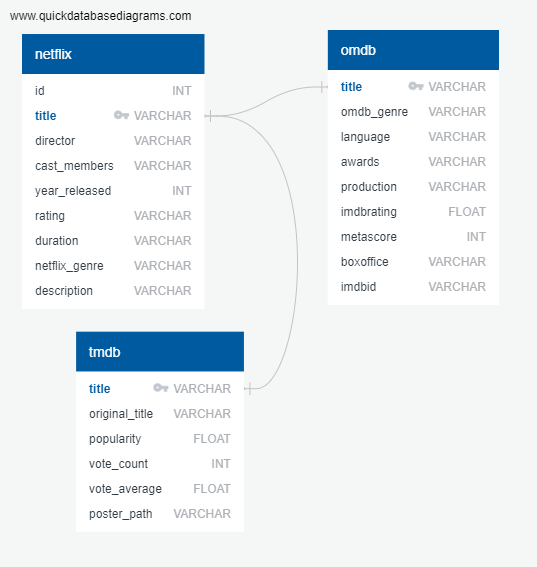 www.quickdatabasediagrams.com
netflix
id INT
title VARCHAR
director VARCHAR
cast_members VARCHAR
year_released INT
rating VARCHAR
duration VARCHAR
netflix_genre VARCHAR
description VARCHAR
omdb
title VARCHAR
omdb_genre VARCHAR
language VARCHAR
awards VARCHAR
production VARCHAR
imdbrating FLOAT
metascore INT
boxoffice VARCHAR
imdbid VARCHAR
tmdb
title VARCHAR
original_title VARCHAR
popularity FLOAT
vote_count INT
vote_average FLOAT
poster_path VARCHAR